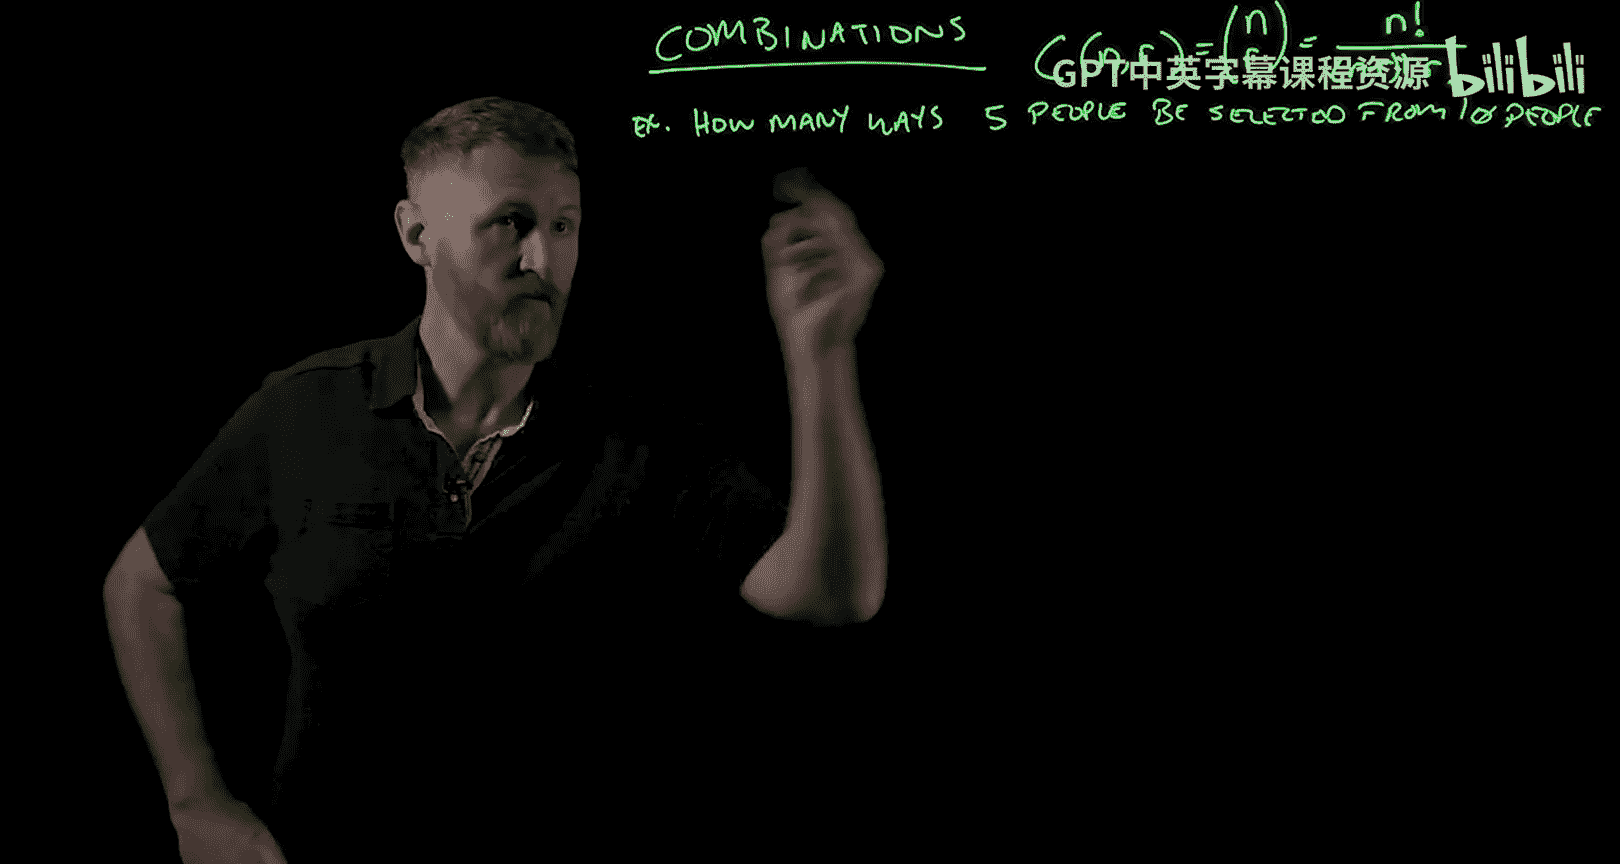 COMBINATIONS
C(n,r) = (n r) = n!
GPT中英字幕课程资源 bilibili
EX. HOW MANY WAYS 5 PEOPLE BE SELECTED FROM 10 PEOPLE